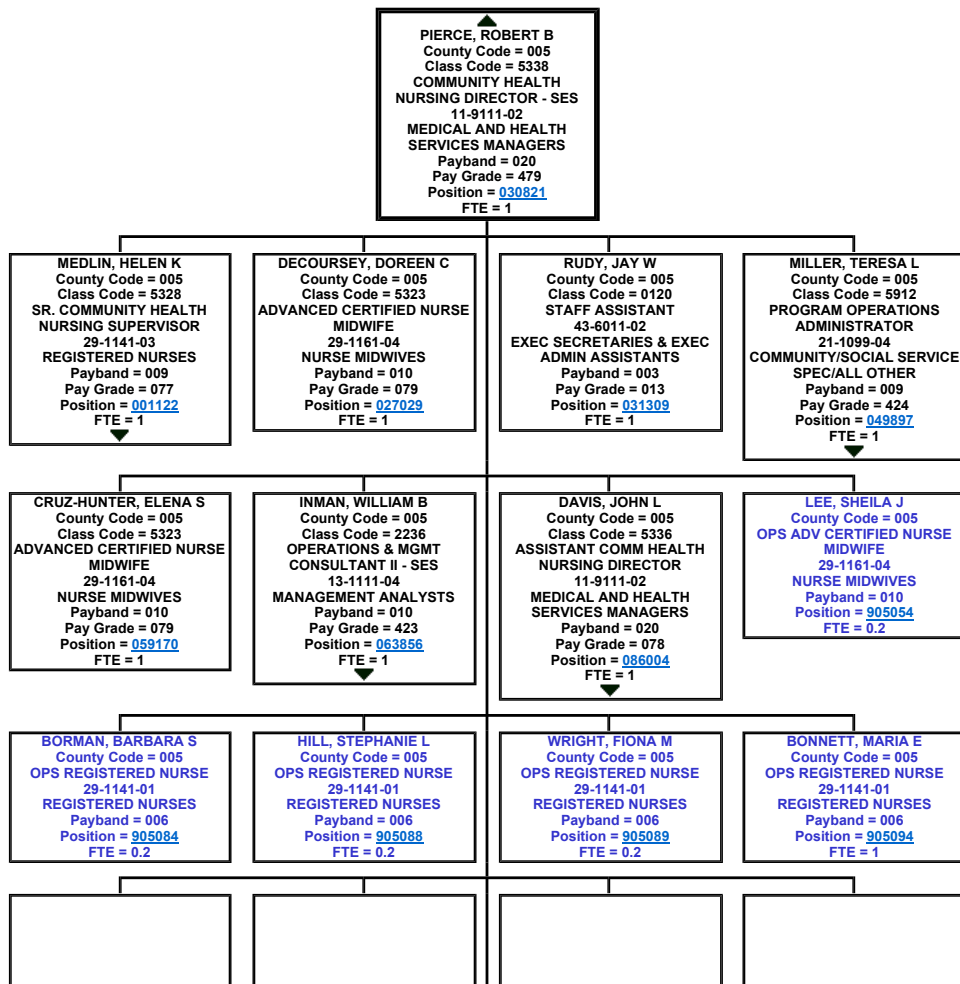 PIERCE, ROBERT B
County Code = 005
Class Code = 5338
COMMUNITY HEALTH
NURSING DIRECTOR - SES
11-9111-02
MEDICAL AND HEALTH
SERVICES MANAGERS
Payband = 020
Pay Grade = 479
Position = 030821
FTE = 1
MEDLIN, HELEN K
County Code = 005
Class Code = 5328
SR. COMMUNITY HEALTH
NURSING SUPERVISOR
29-1141-03
REGISTERED NURSES
Payband = 009
Pay Grade = 077
Position = 001122
FTE = 1
DECOURSEY, DOREEN C
County Code = 005
Class Code = 5323
ADVANCED CERTIFIED NURSE
MIDWIFE
29-1161-04
NURSE MIDWIVES
Payband = 010
Pay Grade = 079
Position = 027029
FTE = 1
RUDY, JAY W
County Code = 005
Class Code = 0120
STAFF ASSISTANT
43-6011-02
EXEC SECRETARIES & EXEC
ADMIN ASSISTANTS
Payband = 003
Pay Grade = 013
Position = 031309
FTE = 1
MILLER, TERESA L
County Code = 005
Class Code = 5912
PROGRAM OPERATIONS
ADMINISTRATOR
21-1099-04
COMMUNITY/SOCIAL SERVICE
SPEC/ALL OTHER
Payband = 009
Pay Grade = 424
Position = 049897
FTE = 1
CRUZ-HUNTER, ELENA S
County Code = 005
Class Code = 5323
ADVANCED CERTIFIED NURSE
MIDWIFE
29-1161-04
NURSE MIDWIVES
Payband = 010
Pay Grade = 079
Position = 059170
FTE = 1
INMAN, WILLIAM B
County Code = 005
Class Code = 2236
OPERATIONS & MGMT
CONSULTANT II - SES
13-1111-04
MANAGEMENT ANALYSTS
Payband = 010
Pay Grade = 423
Position = 063856
FTE = 1
DAVIS, JOHN L
County Code = 005
Class Code = 5336
ASSISTANT COMM HEALTH
NURSING DIRECTOR
11-9111-02
MEDICAL AND HEALTH
SERVICES MANAGERS
Payband = 020
Pay Grade = 078
Position = 086004
FTE = 1
LEE, SHEILA J
County Code = 005
OPS ADV CERTIFIED NURSE
MIDWIFE
29-1161-04
NURSE MIDWIVES
Payband = 010
Position = 905054
FTE = 0.2
BORMAN, BARBARA S
County Code = 005
OPS REGISTERED NURSE
29-1141-01
REGISTERED NURSES
Payband = 006
Position = 905084
FTE = 0.2
HILL, STEPHANIE L
County Code = 005
OPS REGISTERED NURSE
29-1141-01
REGISTERED NURSES
Payband = 006
Position = 905088
FTE = 0.2
WRIGHT, FIONA M
County Code = 005
OPS REGISTERED NURSE
29-1141-01
REGISTERED NURSES
Payband = 006
Position = 905089
FTE = 0.2
BONNETT, MARIA E
County Code = 005
OPS REGISTERED NURSE
29-1141-01
REGISTERED NURSES
Payband = 006
Position = 905094
FTE = 1